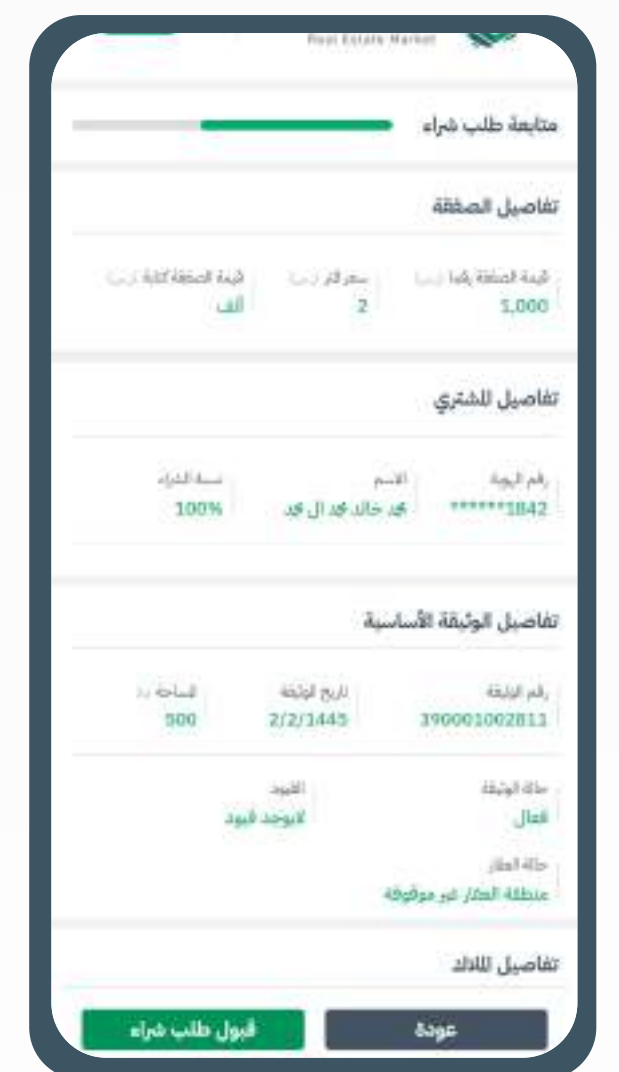 Real Estate Market
متابعة طلب شراء
تفاصيل الصفقة
قيمة الصفقة رقما سعر المتر قيمة الصفقة كتابة
1,000 2 ألف
تفاصيل المشتري
رقم الهوية الاسم نسبة الشراء
******1842 محمد خالد محمد ال محمد 100%
تفاصيل الوثيقة الأساسية
رقم الوثيقة تاريخ الوثيقة المساحة
390001002811 2/2/1445 500
حالة الوثيقة القيود
فعال لايوجد قيود
حالة العقار
منطقة العقار غير موقوفة
تفاصيل الملاك
عودة قبول طلب شراء